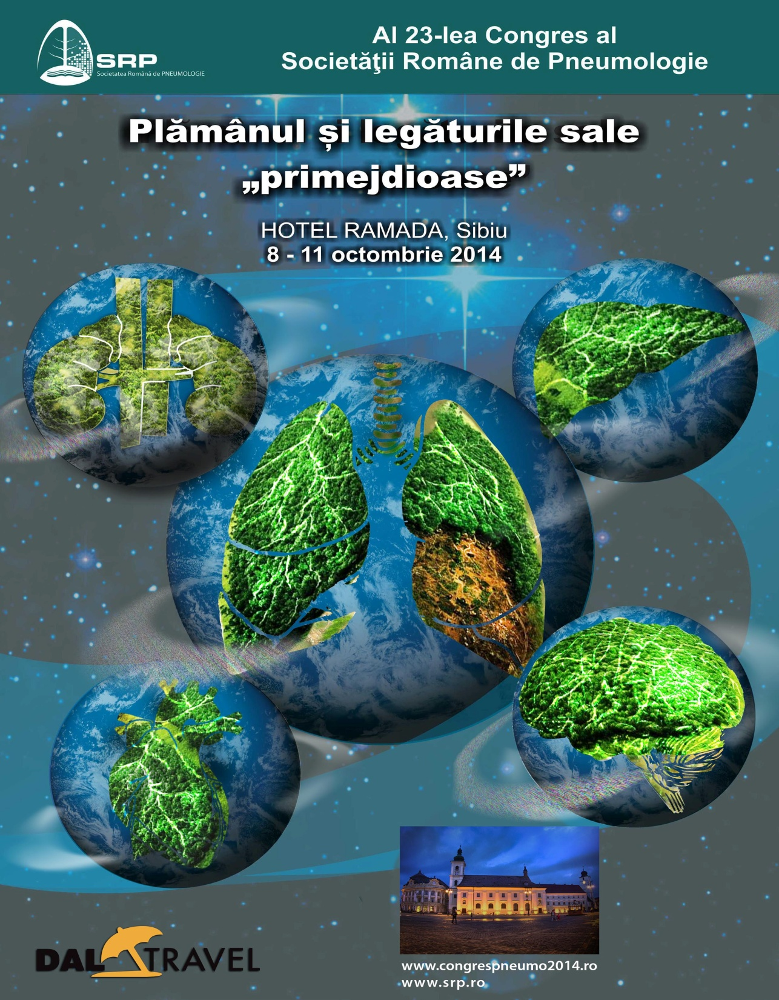 SRP
Societatea Română de PNEUMOLOGIE
Al 23-lea Congres al
Societăţii Române de Pneumologie
Plămânul și legăturile sale
„primejdioase”
HOTEL RAMADA, Sibiu
8 - 11 octombrie 2014
DAL TRAVEL
www.congrespneumo2014.ro
www.srp.ro